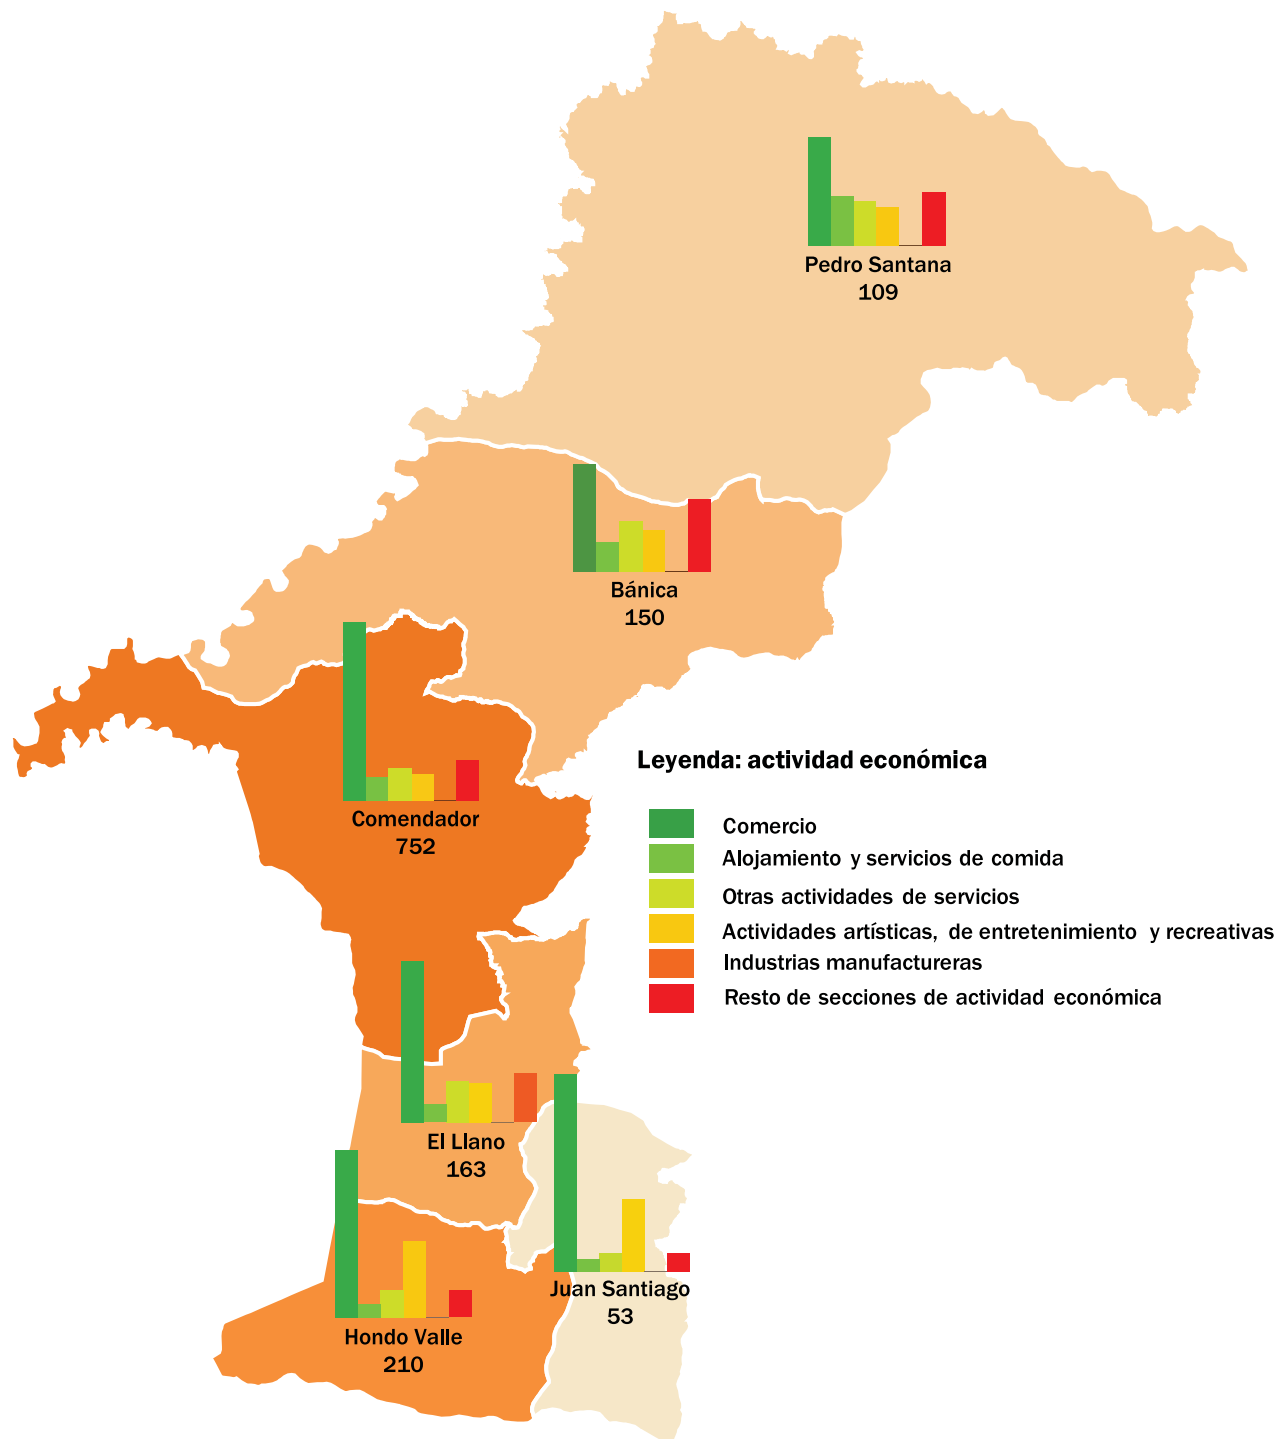 Pedro Santana
109
Bánica
150
Leyenda: actividad económica
Comercio
Alojamiento y servicios de comida
Otras actividades de servicios
Actividades artísticas, de entretenimiento y recreativas
Industrias manufactureras
Resto de secciones de actividad económica
Comendador
752
El Llano
163
Juan Santiago
53
Hondo Valle
210